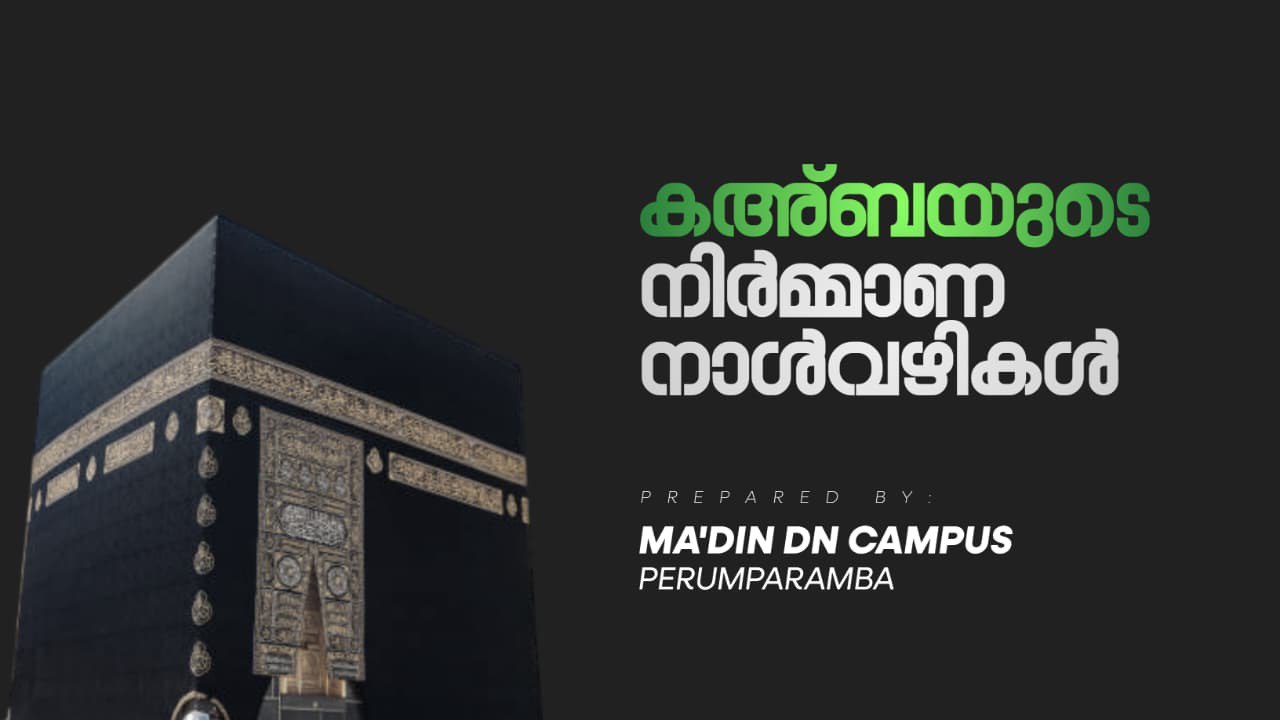 കഅ്ബയുടെ
നിർമ്മാണ
നാൾവഴികൾ
PREPARED BY:
MA'DIN DN CAMPUS
PERUMPARAMBA